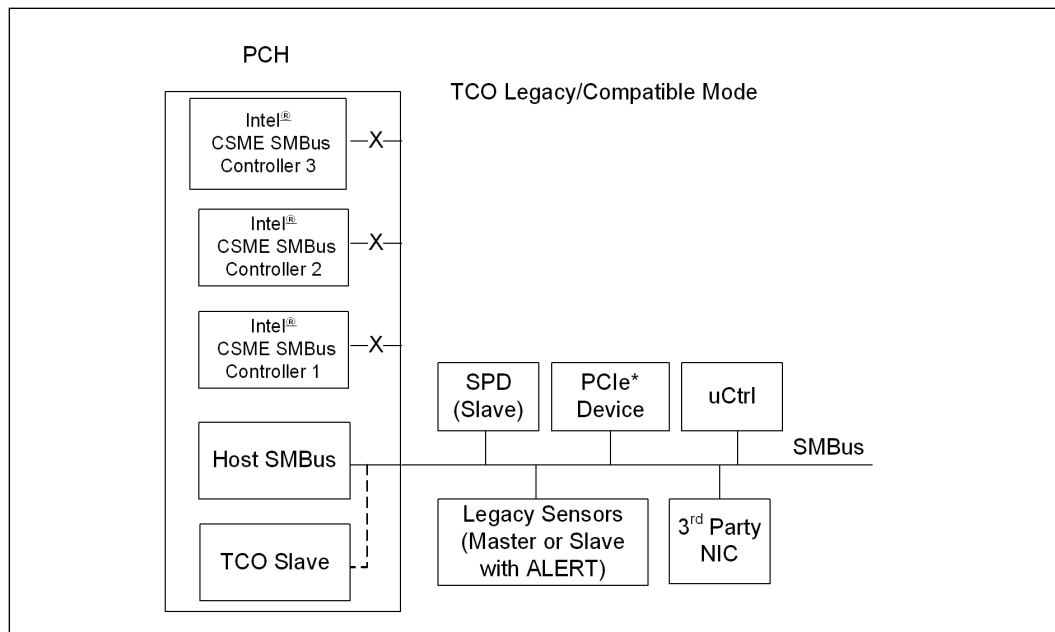 PCH
TCO Legacy/Compatible Mode
Intel®
CSME SMBus
Controller 3
X
Intel®
CSME SMBus
Controller 2
X
Intel®
CSME SMBus
Controller 1
X
SPD
(Slave)
PCIe*
Device
uCtrl
Host SMBus
SMBus
TCO Slave
Legacy Sensors
(Master or Slave
with ALERT)
3rd Party
NIC